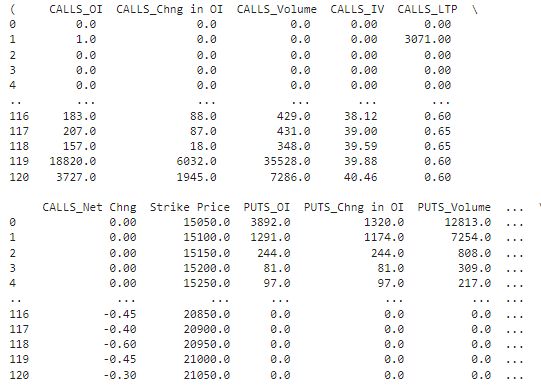 (     CALLS_OI  CALLS_Chng in OI  CALLS_Volume  CALLS_IV  CALLS_LTP  \
0          0.0               0.0           0.0      0.00       0.00
1          1.0               0.0           0.0      0.00    3071.00
2          0.0               0.0           0.0      0.00       0.00
3          0.0               0.0           0.0      0.00       0.00
4          0.0               0.0           0.0      0.00       0.00
..         ...               ...           ...       ...        ...
116      183.0              88.0         429.0     38.12       0.60
117      207.0              87.0         431.0     39.00       0.65
118      157.0              18.0         348.0     39.59       0.65
119    18820.0            6032.0       35528.0     39.88       0.60
120     3727.0            1945.0        7286.0     40.46       0.60
     CALLS_Net Chng  Strike Price  PUTS_OI  PUTS_Chng in OI  PUTS_Volume  ...  \
0              0.00       15050.0   3892.0           1320.0      12813.0  ...
1              0.00       15100.0   1291.0           1174.0       7254.0  ...
2              0.00       15150.0    244.0            244.0        808.0  ...
3              0.00       15200.0     81.0             81.0        309.0  ...
4              0.00       15250.0     97.0             97.0        217.0  ...
..              ...           ...      ...              ...          ...  ...
116           -0.45       20850.0      0.0              0.0          0.0  ...
117           -0.40       20900.0      0.0              0.0          0.0  ...
118           -0.60       20950.0      0.0              0.0          0.0  ...
119           -0.45       21000.0      0.0              0.0          0.0  ...
120           -0.30       21050.0      0.0              0.0          0.0  ...